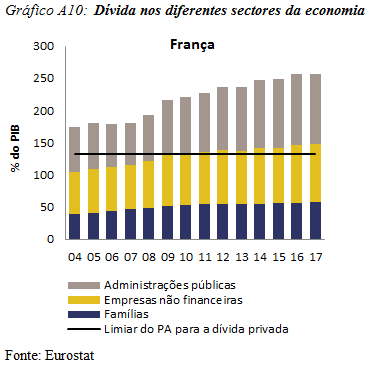 Gráfico A10: Dívida nos diferentes sectores da economia
França
% do PIB
300
250
200
150
100
50
0
04 05 06 07 08 09 10 11 12 13 14 15 16 17
Administrações públicas
Empresas não financeiras
Famílias
Limiar do PA para a dívida privada
Fonte: Eurostat